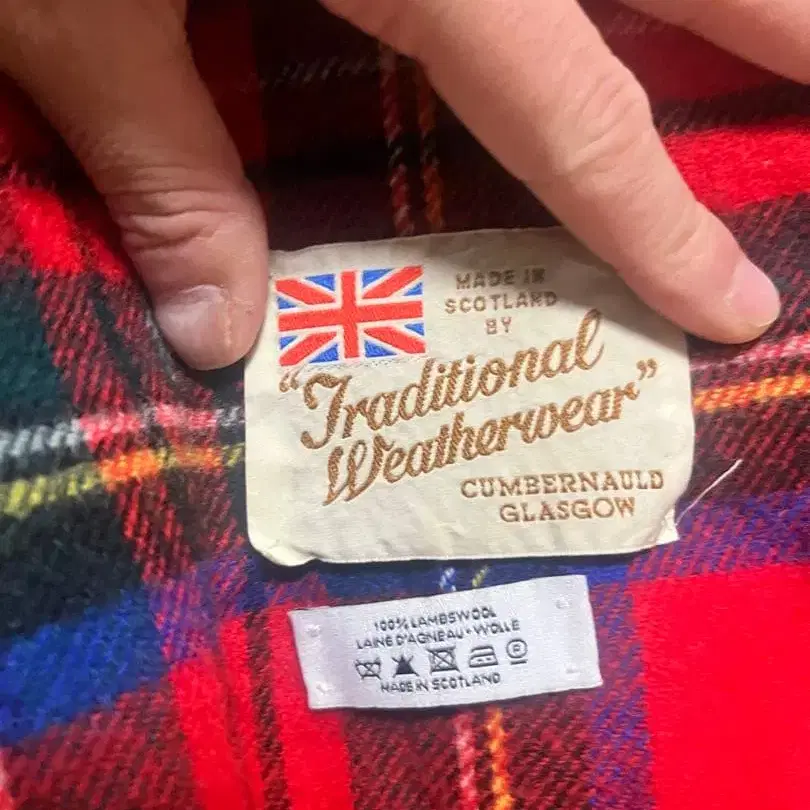 MADE IN
SCOTLAND
BY
"Traditional
Weatherwear"
CUMBERNAULD
GLASGOW
100% LAMBSWOOL
LAINE D'AGNEAU · WOLLE
MADE IN SCOTLAND